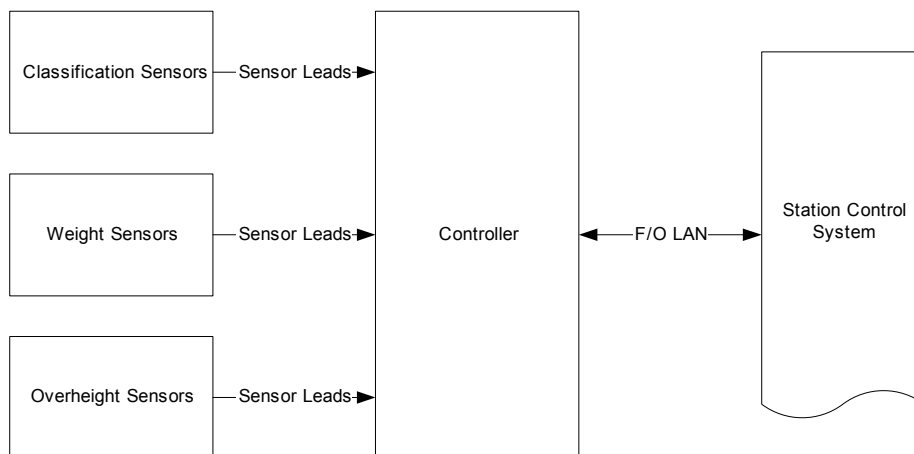 Classification Sensors
Sensor Leads
Weight Sensors
Sensor Leads
Controller
F/O LAN
Station Control
System
Overheight Sensors
Sensor Leads